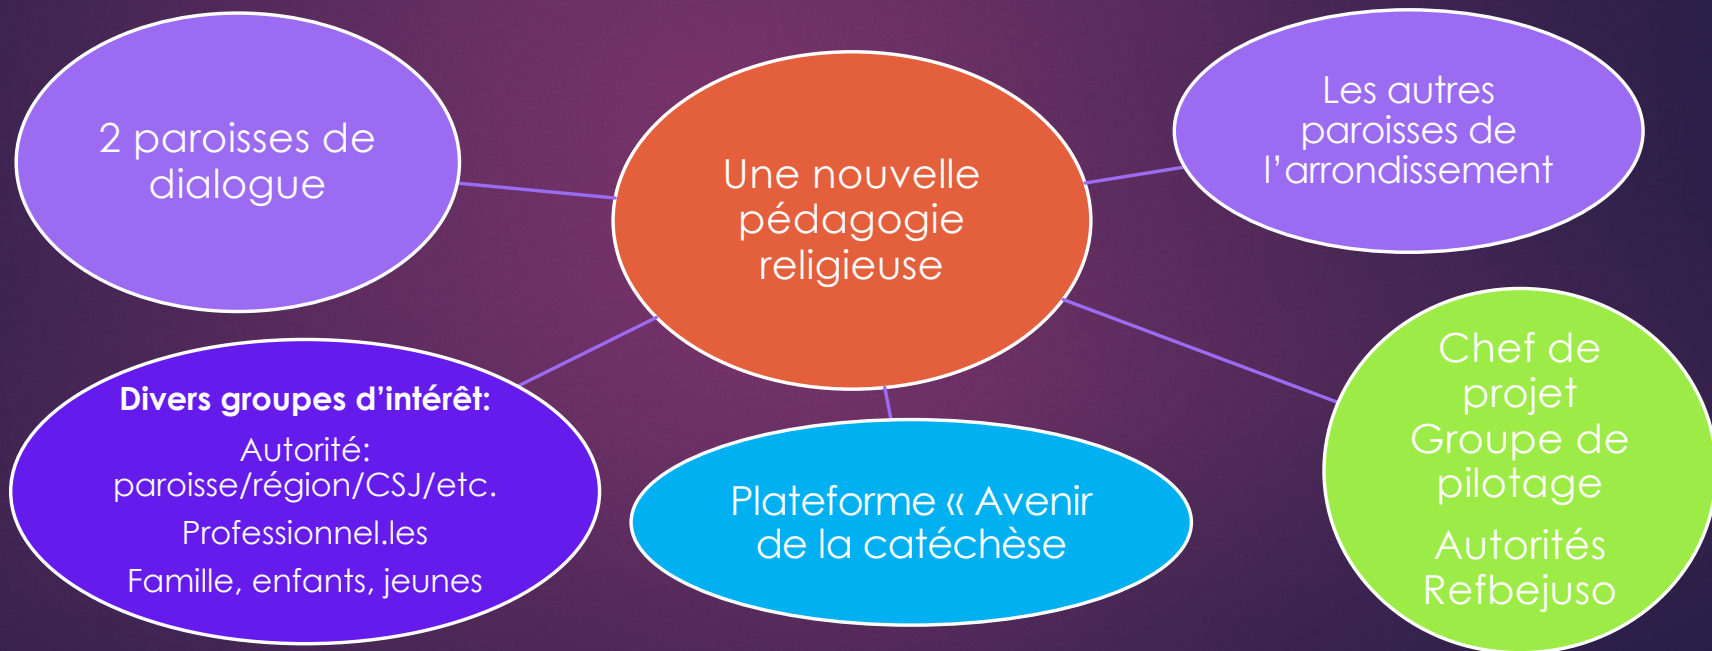 2 paroisses de
dialogue
Une nouvelle
pédagogie
religieuse
Les autres
paroisses de
l’arrondissement
Divers groupes d’intérêt:
Autorité:
paroisse/région/CSJ/etc.
Professionnel.les
Famille, enfants, jeunes
Plateforme « Avenir
de la catéchèse
Chef de
projet
Groupe de
pilotage
Autorités
Refbejuso